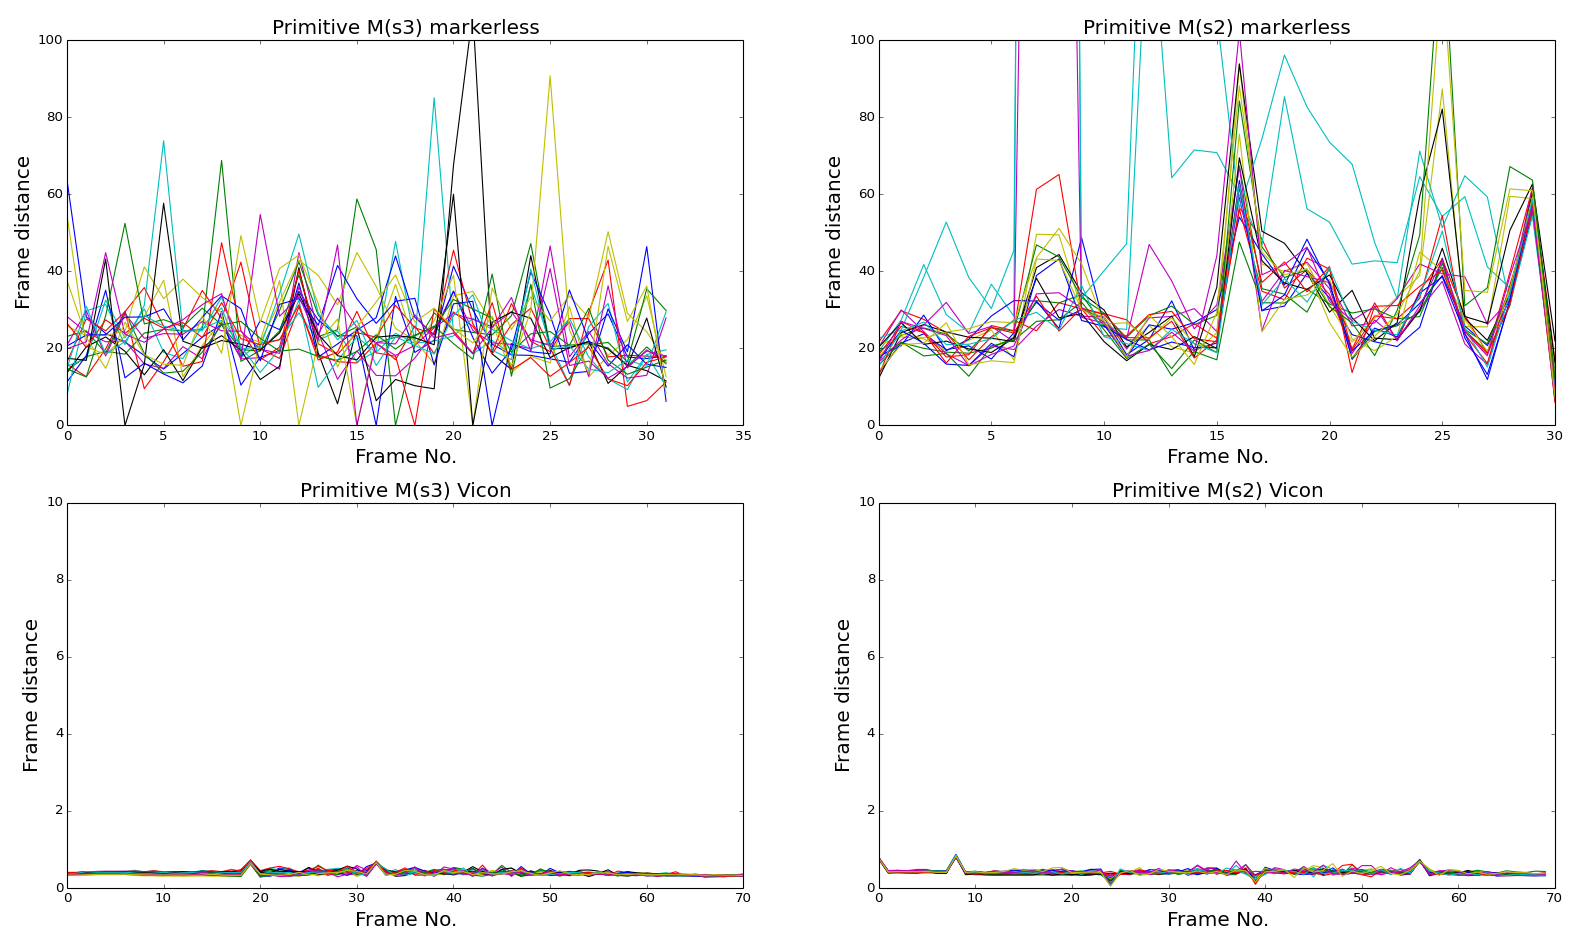 Primitive M(s3) markerless
100
80
60
40
20
0
Frame distance
0 5 10 15 20 25 30 35
Frame No.
Primitive M(s2) markerless
100
80
60
40
20
0
Frame distance
0 5 10 15 20 25 30
Frame No.
Primitive M(s3) Vicon
10
8
6
4
2
0
Frame distance
0 10 20 30 40 50 60 70
Frame No.
Primitive M(s2) Vicon
10
8
6
4
2
0
Frame distance
0 10 20 30 40 50 60 70
Frame No.